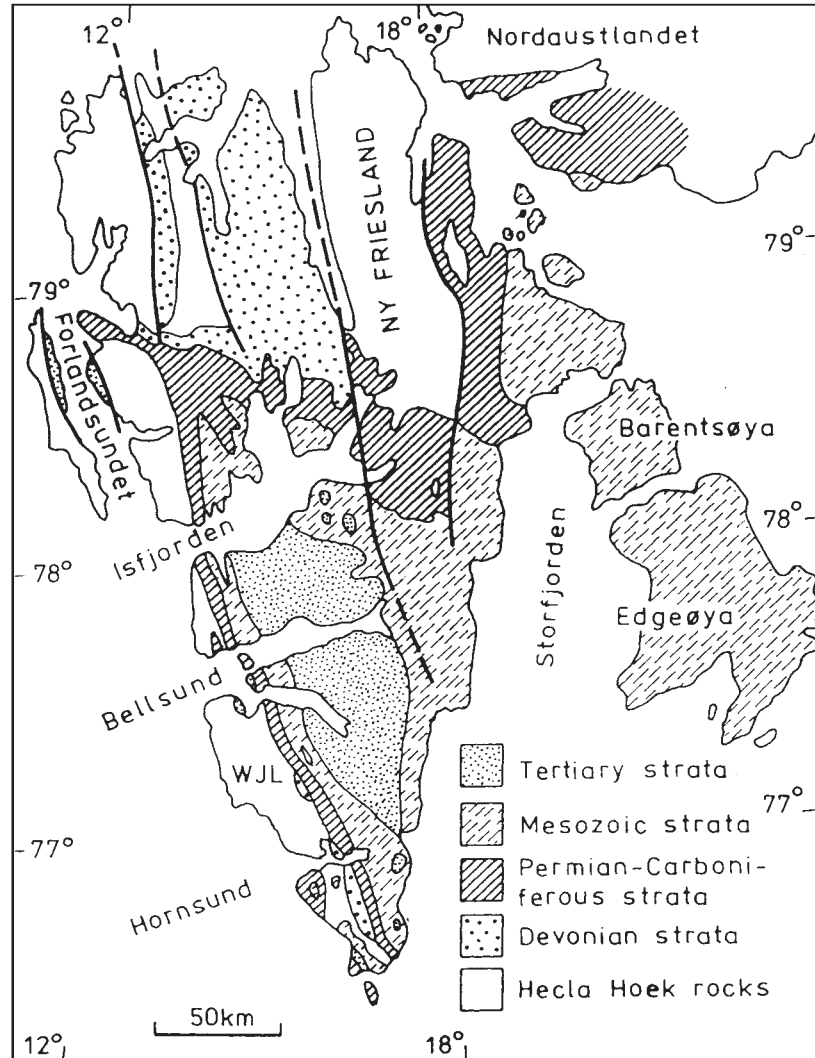 12°
18°
Nordaustlandet
NY FRIESLAND
79°
79°
Forlandsundet
Barentsøya
78°
Isfjorden
78°
Storfjorden
Edgeøya
Bellsund
WJL
Tertiary strata
Mesozoic strata
77°
77°
Permian-Carboni-
ferous strata
Hornsund
Devonian strata
Hecla Hoek rocks
50km
12°
18°